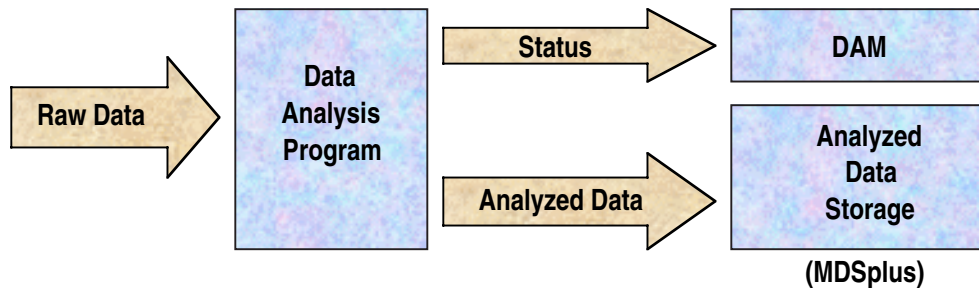 Raw Data
Data
Analysis
Program
Status
DAM
Analyzed Data
Analyzed
Data
Storage
(MDSplus)